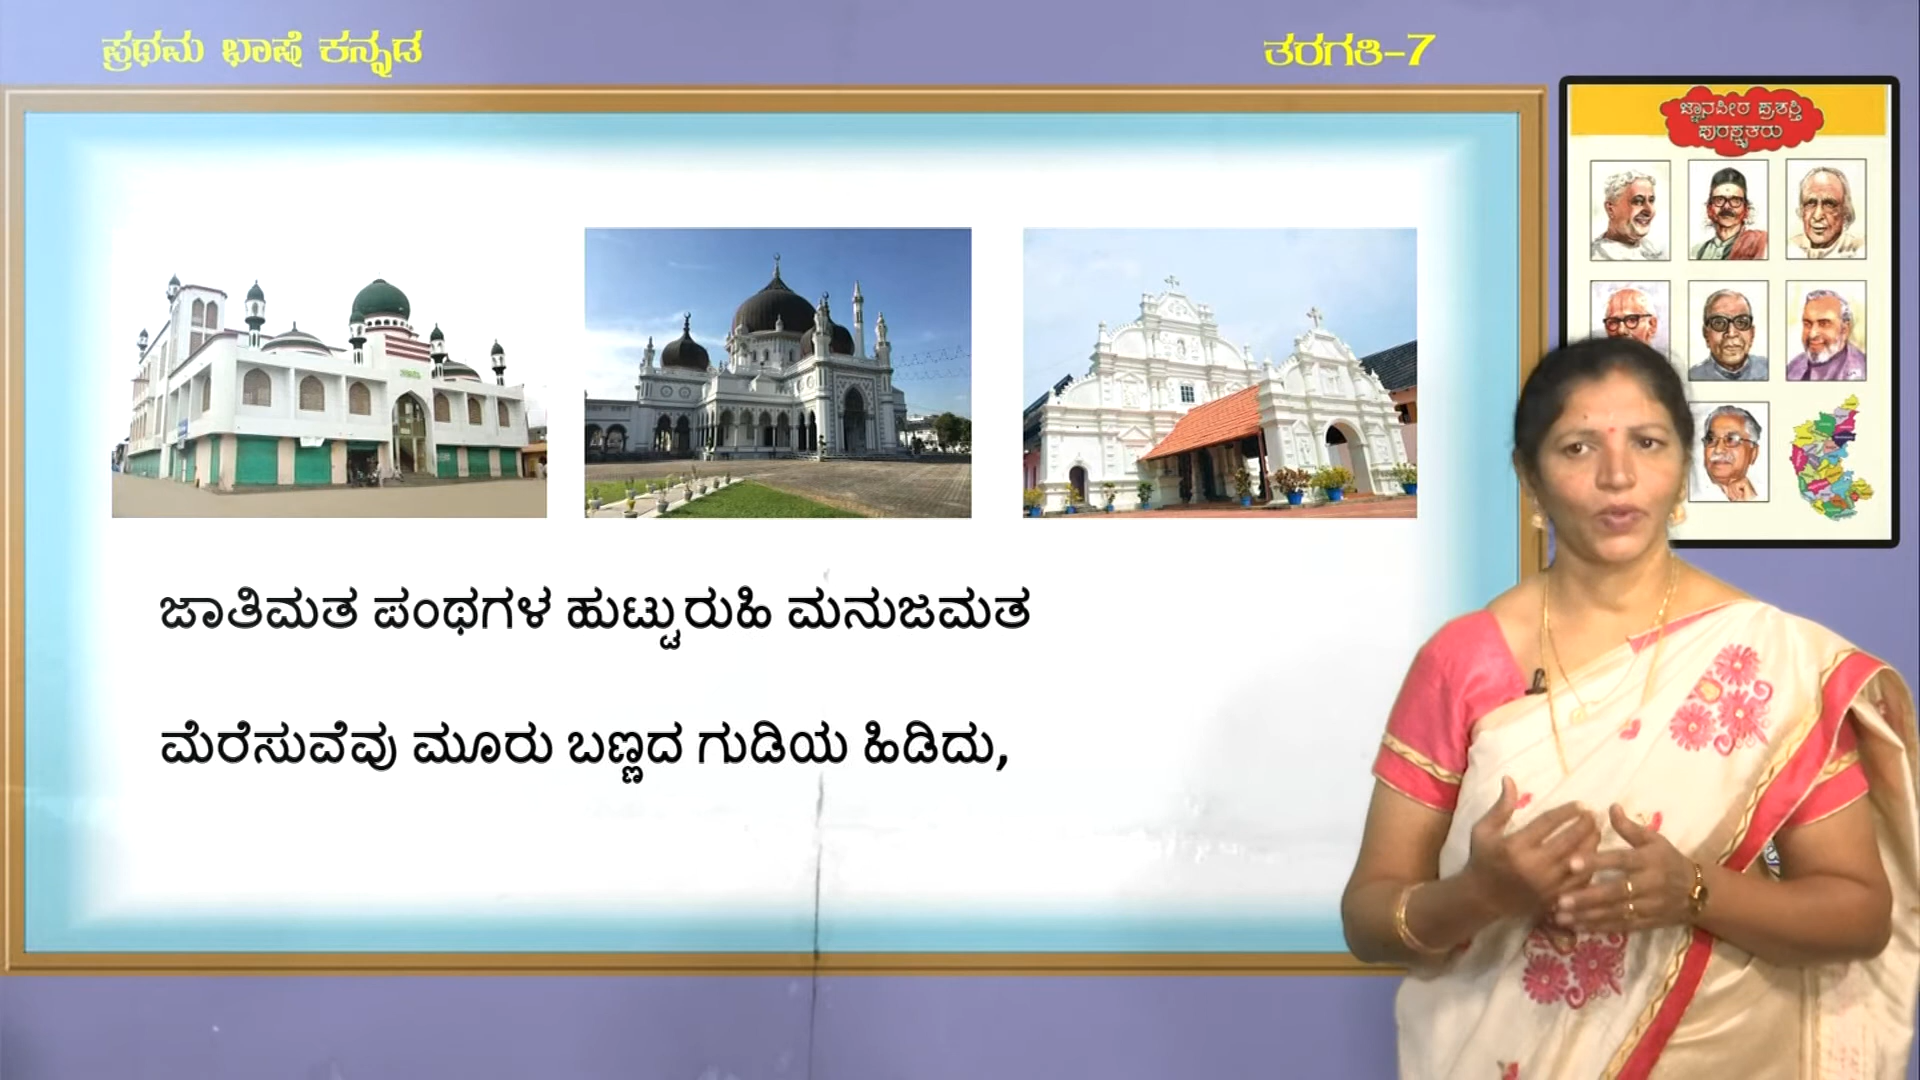 ಪ್ರಥಮ ಭಾಷೆ ಕನ್ನಡ
ತರಗತಿ-7
ಜ್ಞಾನಪೀಠ ಪ್ರಶಸ್ತಿ
ಪುರಸ್ಕೃತರು
ಜಾತಿಮತ ಪಂಥಗಳ ಹುಟ್ಟುರುಹಿ ಮನುಜಮತ
ಮೆರೆಸುವೆವು ಮೂರು ಬಣ್ಣದ ಗುಡಿಯ ಹಿಡಿದು,